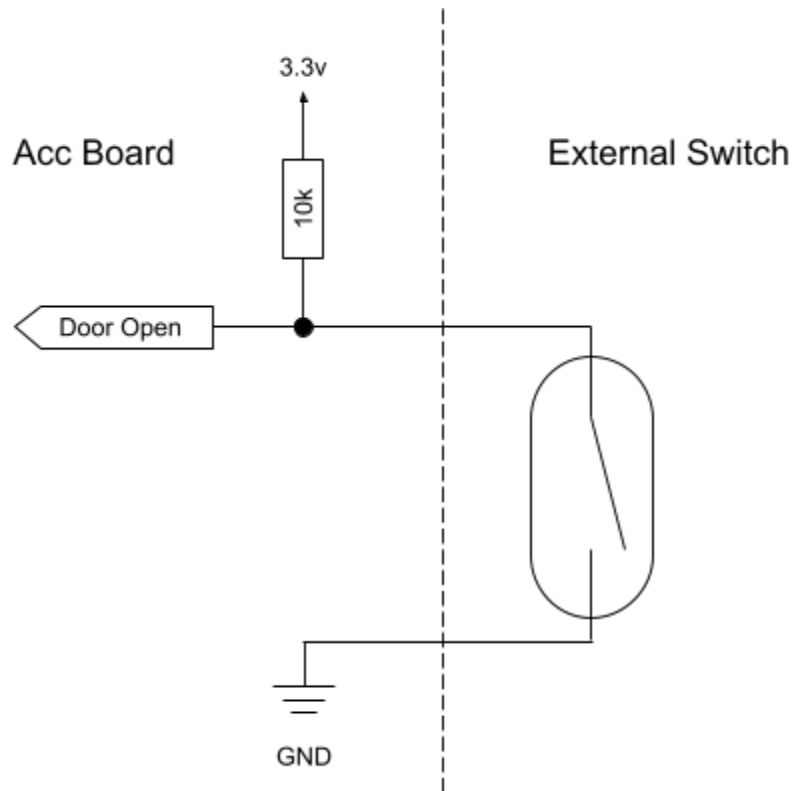 3.3v
Acc Board
External Switch
10k
Door Open
GND